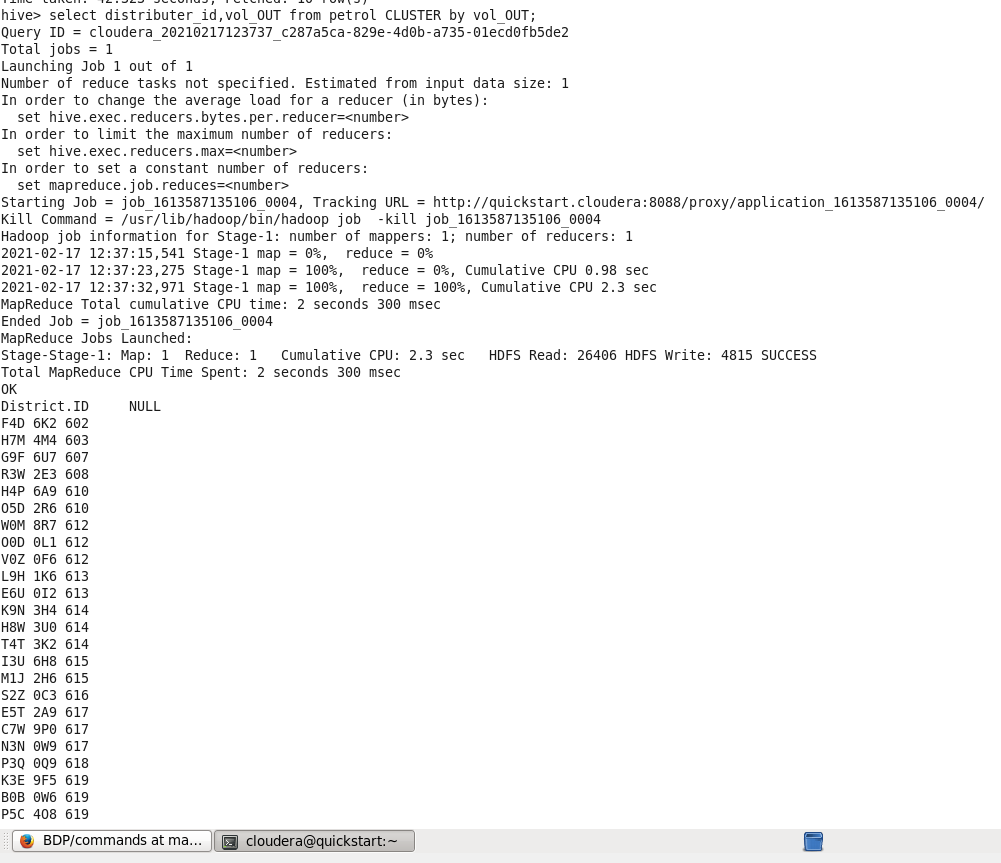 hive> select distributer_id,vol_OUT from petrol CLUSTER by vol_OUT;
Query ID = cloudera_20210217123737_c287a5ca-829e-4d0b-a735-01ecd0fb5de2
Total jobs = 1
Launching Job 1 out of 1
Number of reduce tasks not specified. Estimated from input data size: 1
In order to change the average load for a reducer (in bytes):
  set hive.exec.reducers.bytes.per.reducer=<number>
In order to limit the maximum number of reducers:
  set hive.exec.reducers.max=<number>
In order to set a constant number of reducers:
  set mapreduce.job.reduces=<number>
Starting Job = job_1613587135106_0004, Tracking URL = http://quickstart.cloudera:8088/proxy/application_1613587135106_0004/
Kill Command = /usr/lib/hadoop/bin/hadoop job  -kill job_1613587135106_0004
Hadoop job information for Stage-1: number of mappers: 1; number of reducers: 1
2021-02-17 12:37:15,541 Stage-1 map = 0%,  reduce = 0%
2021-02-17 12:37:23,275 Stage-1 map = 100%,  reduce = 0%, Cumulative CPU 0.98 sec
2021-02-17 12:37:32,971 Stage-1 map = 100%,  reduce = 100%, Cumulative CPU 2.3 sec
MapReduce Total cumulative CPU time: 2 seconds 300 msec
Ended Job = job_1613587135106_0004
MapReduce Jobs Launched:
Stage-Stage-1: Map: 1  Reduce: 1   Cumulative CPU: 2.3 sec   HDFS Read: 26406 HDFS Write: 4815 SUCCESS
Total MapReduce CPU Time Spent: 2 seconds 300 msec
OK
District.ID     NULL
F4D 6K2 602
H7M 4M4 603
G9F 6U7 607
R3W 2E3 608
H4P 6A9 610
O5D 2R6 610
W0M 8R7 612
O0D 0L1 612
V0Z 0F6 612
L9H 1K6 613
E6U 0I2 613
K9N 3H4 614
H8W 3U0 614
T4T 3K2 614
I3U 6H8 615
M1J 2H6 615
S2Z 0C3 616
E5T 2A9 617
C7W 9P0 617
N3N 0W9 617
P3Q 0Q9 618
K3E 9F5 619
B0B 0W6 619
P5C 4O8 619
BDP/commands at ma... cloudera@quickstart:~